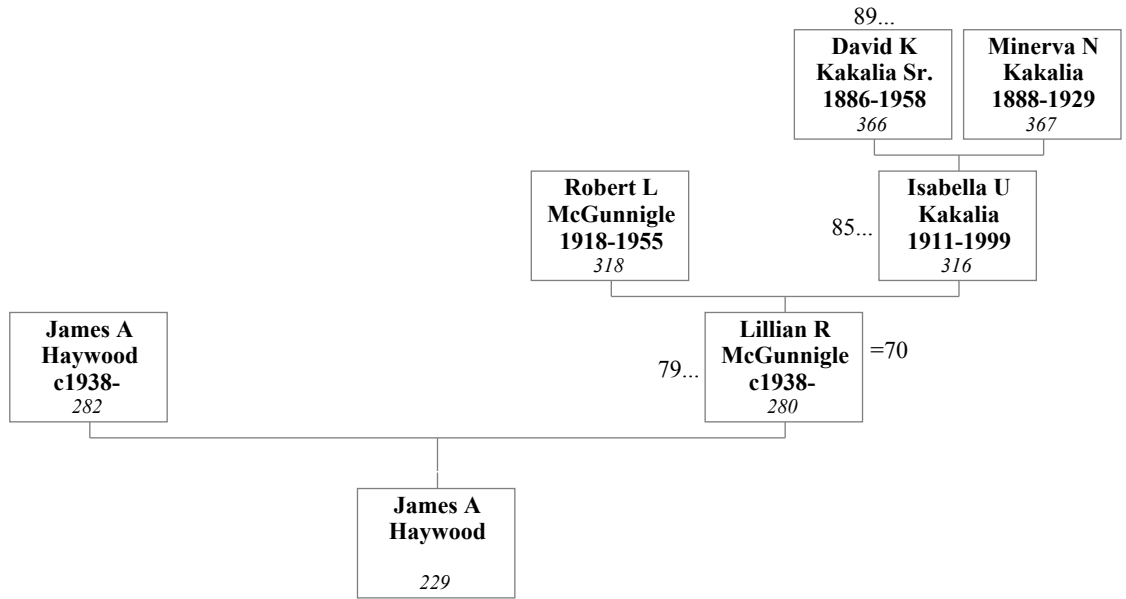 89...
David K
Kakalia Sr.
1886-1958
366
Minerva N
Kakalia
1888-1929
367
Robert L
McGunnigle
1918-1955
318
85...
Isabella U
Kakalia
1911-1999
316
James A
Haywood
c1938-
282
79...
Lillian R
McGunnigle
c1938-
280
=70
James A
Haywood
229